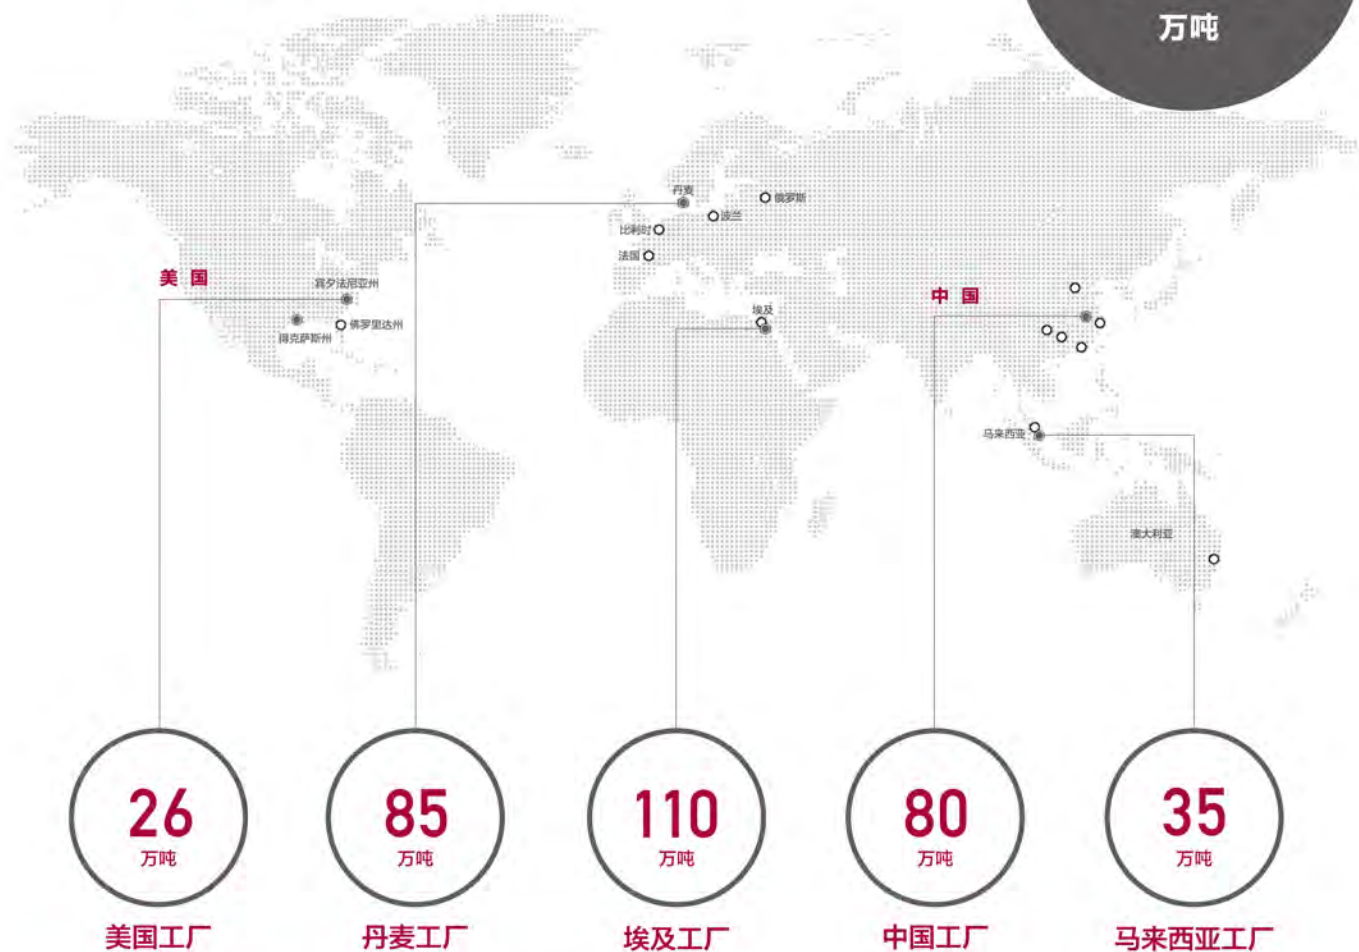 万吨
丹麦
俄罗斯
波兰
比利时
法国
美国
宾夕法尼亚州
埃及
中国
佛罗里达州
得克萨斯州
马来西亚
澳大利亚
26
万吨
85
万吨
110
万吨
80
万吨
35
万吨
美国工厂
丹麦工厂
埃及工厂
中国工厂
马来西亚工厂